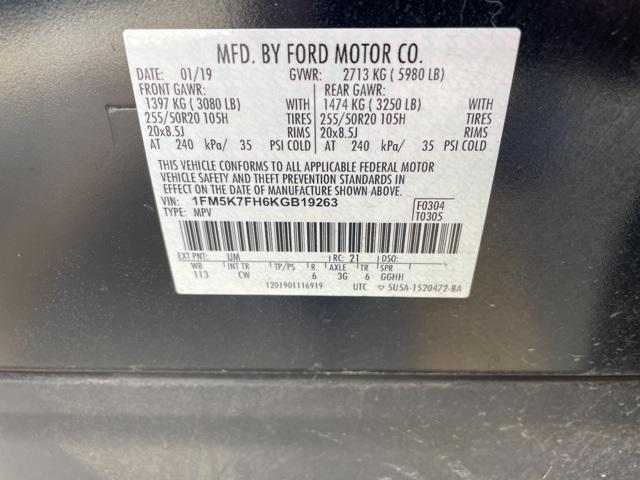 MFD. BY FORD MOTOR CO.
DATE: 01/19 GVWR: 2713 KG ( 5980 LB)
FRONT GAWR: REAR GAWR:
1397 KG ( 3080 LB) WITH 1474 KG ( 3250 LB) WITH
255/50R20 105H TIRES 255/50R20 105H TIRES
20x8.5J RIMS 20x8.5J RIMS
AT 240 kPa/ 35 PSI COLD AT 240 kPa/ 35 PSI COLD
THIS VEHICLE CONFORMS TO ALL APPLICABLE FEDERAL MOTOR
VEHICLE SAFETY AND THEFT PREVENTION STANDARDS IN
EFFECT ON THE DATE OF MANUFACTURE SHOWN ABOVE.
VIN: 1FM5K7FH6KGB19263 F0304
TYPE: MPV T0305
EXT PNT: UM RC: 21 DSO:
WB INT TR TP/PS R AXLE TR SPR
113 CW 6 3G 6 GGHH
1201901116919 UTC ▽ 5U5A-1520472-BA